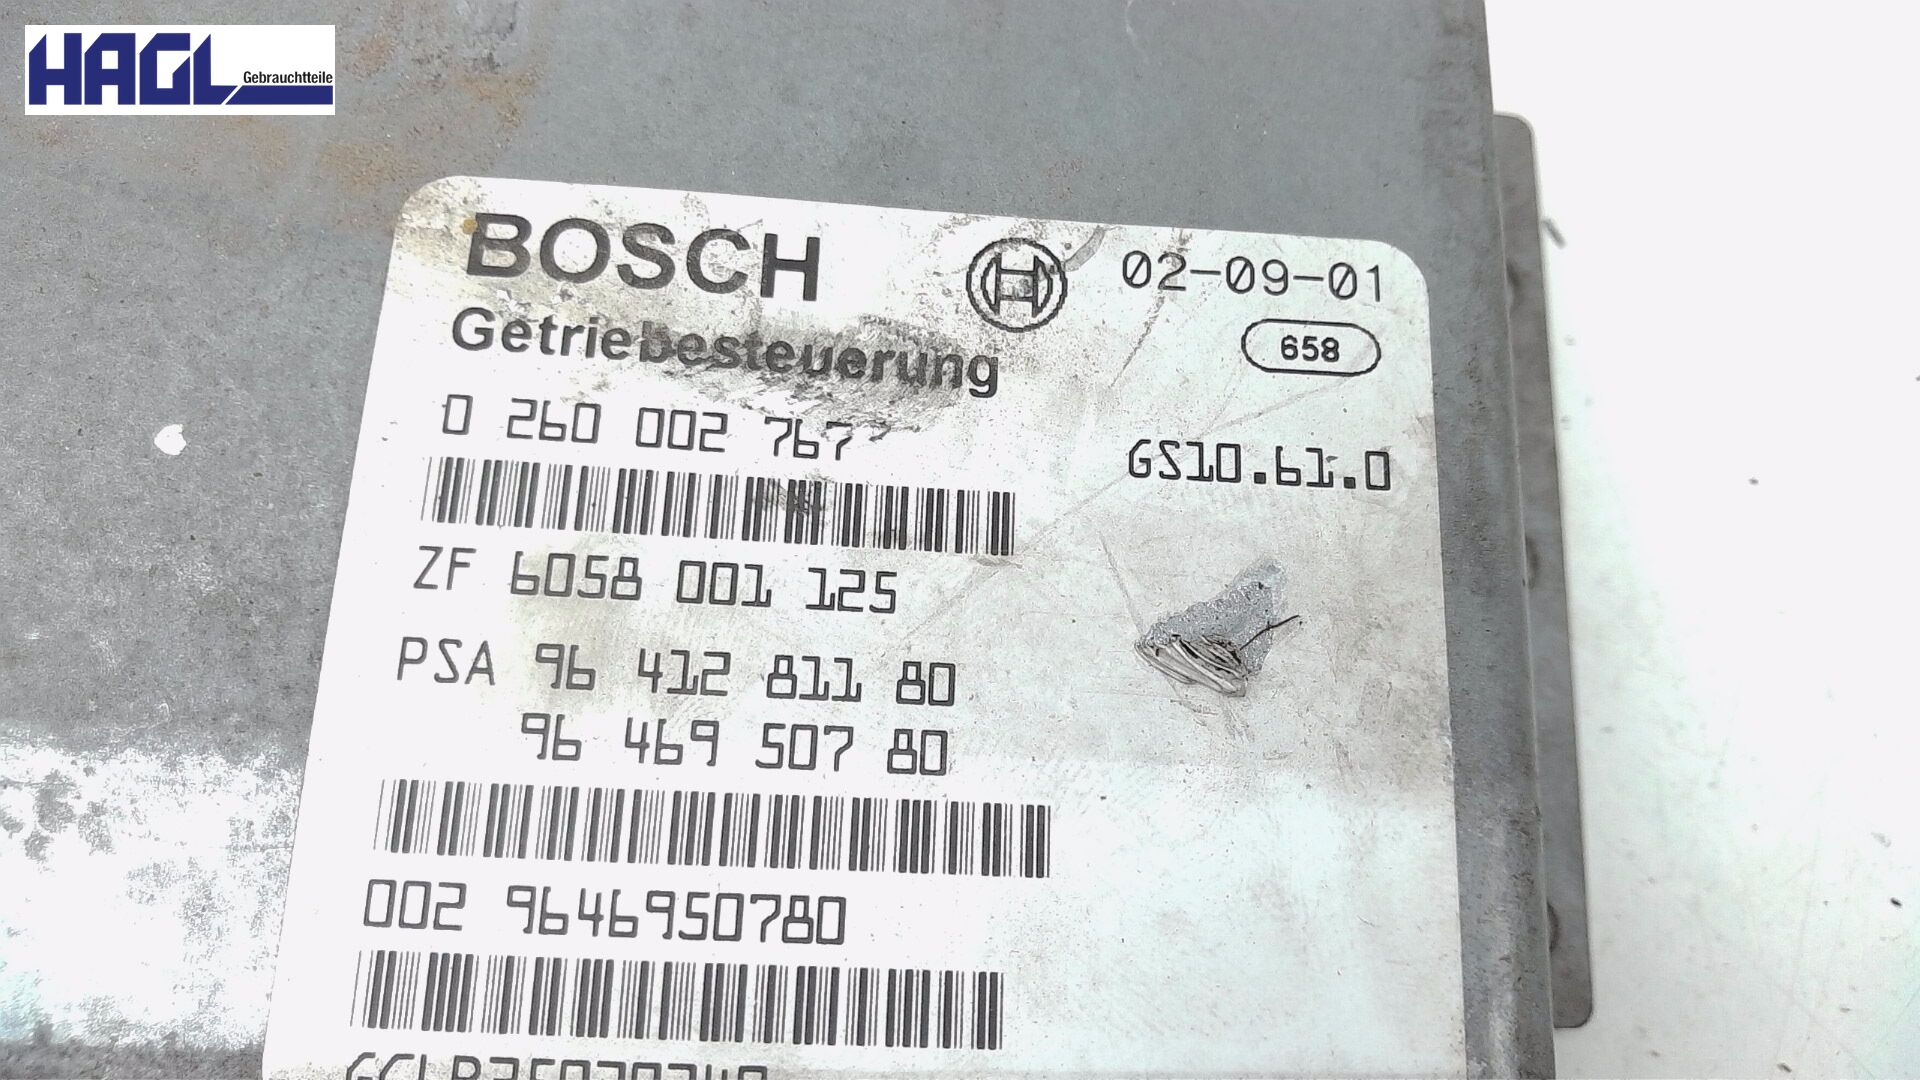 HAGL
Gebrauchtteile
BOSCH 02-09-01
Getriebesteuerung 658
0 260 002 767 GS10.61.0
ZF 6058 001 125
PSA 96 412 811 80
96 469 507 80
002 9646950780